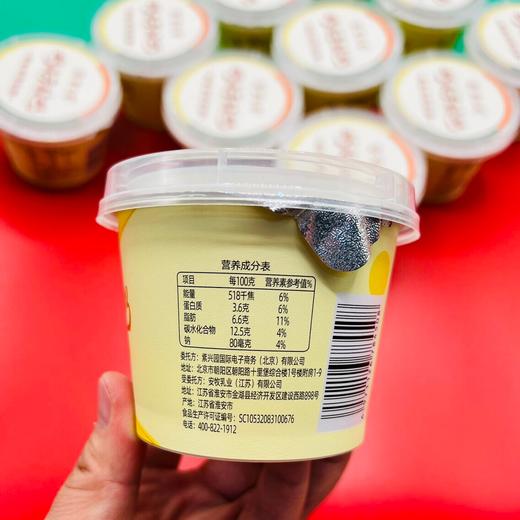 营养成分表
项目 每100克 营养素参考值%
能量 518千焦 6%
蛋白质 3.6克 6%
脂肪 6.6克 11%
碳水化合物 12.5克 4%
钠 80毫克 4%
委托方：紫兴园国际电子商务（北京）有限公司
地址：北京市朝阳区朝阳路十里堡综合楼1号楼附房1-9
受委托方：安牧乳业（江苏）有限公司
地址：江苏省淮安市金湖县经济开发区建设西路898号
产地：江苏省淮安市
食品生产许可证编号：SC10532083100676
电话：400-822-1912